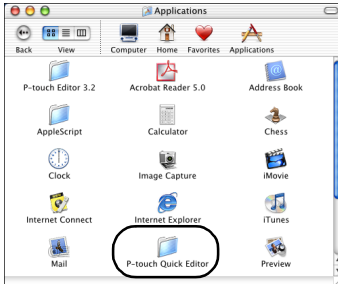 Applications
Back View Computer Home Favorites Applications
P-touch Editor 3.2 Acrobat Reader 5.0 Address Book
AppleScript Calculator Chess
Clock Image Capture iMovie
Internet Connect Internet Explorer iTunes
Mail P-touch Quick Editor Preview